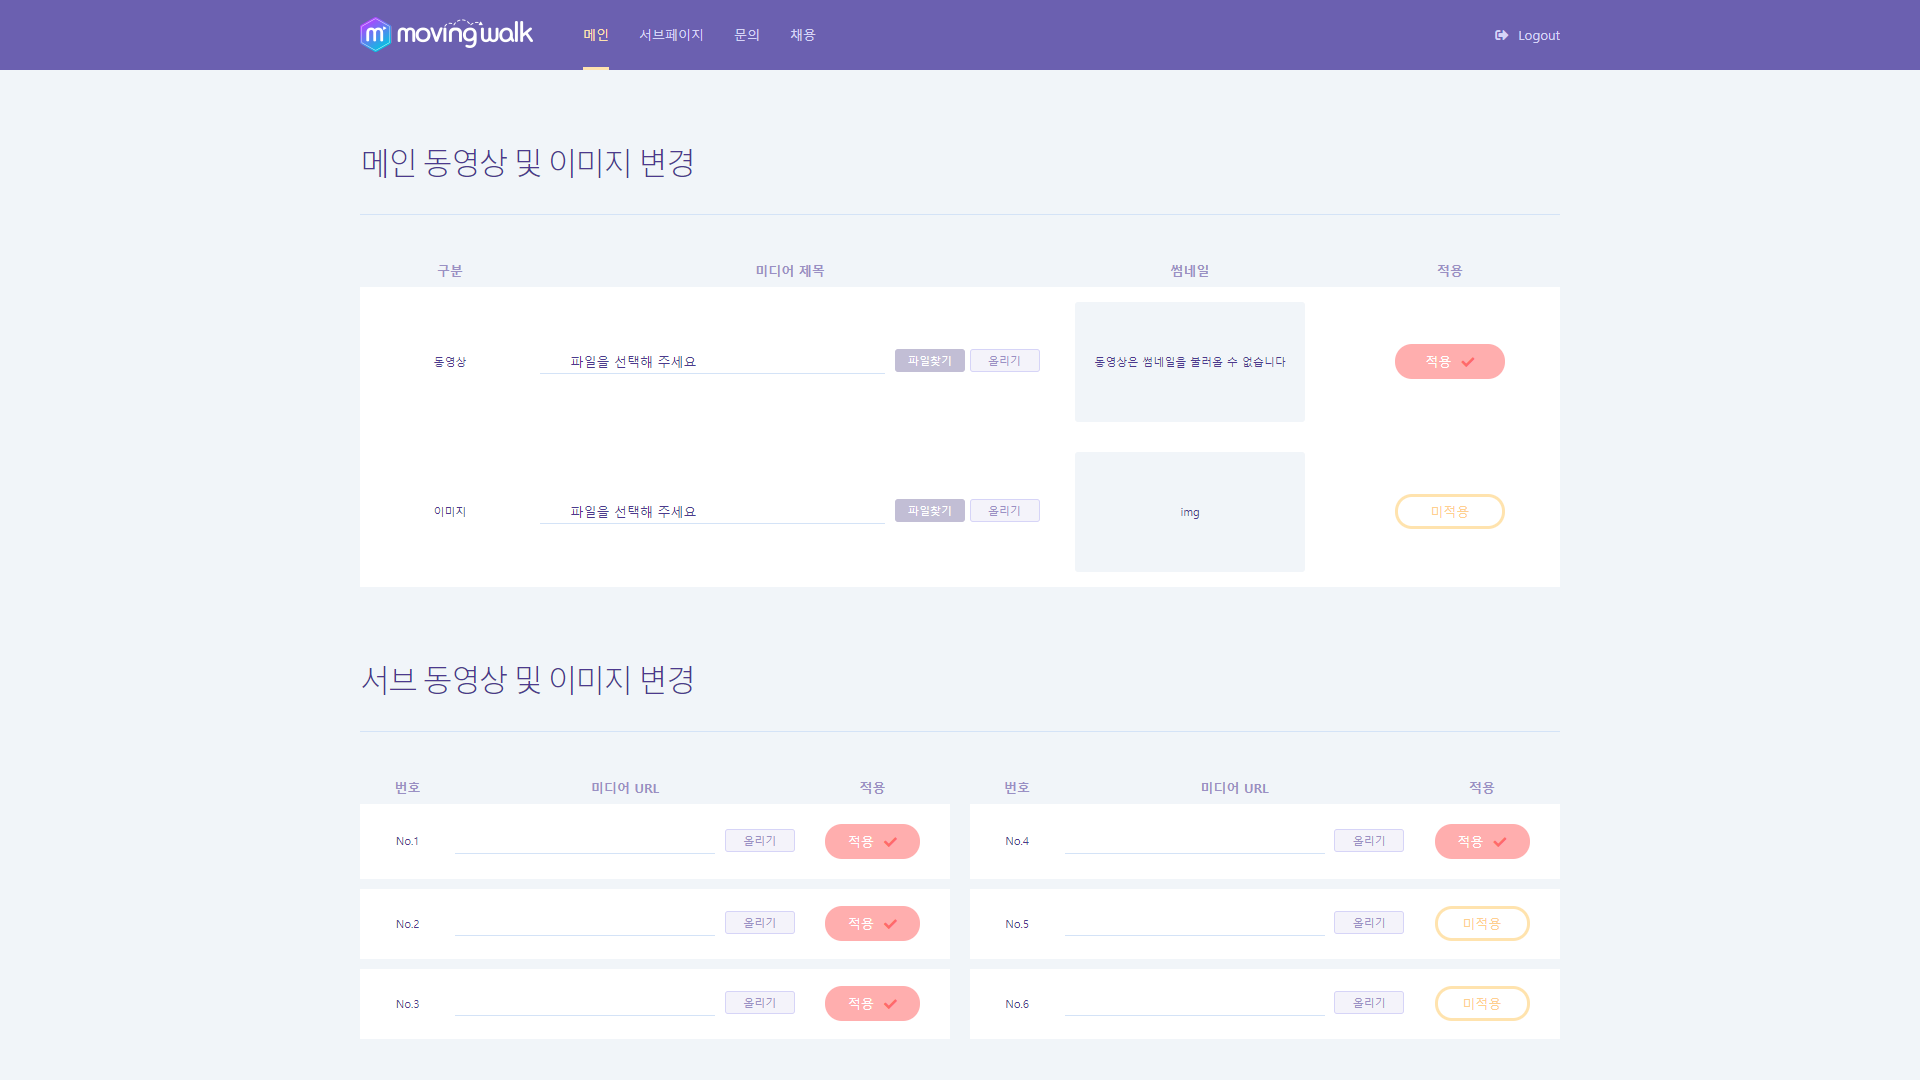 movingwalk 메인 서브페이지 문의 채용 Logout
메인 동영상 및 이미지 변경
구분 미디어 제목 썸네일 적용
동영상 파일을 선택해 주세요 파일찾기 올리기 동영상은 썸네일을 불러올 수 없습니다 적용
이미지 파일을 선택해 주세요 파일찾기 올리기 img 미적용
서브 동영상 및 이미지 변경
번호 미디어 URL 적용 번호 미디어 URL 적용
No.1 올리기 적용 No.4 올리기 적용
No.2 올리기 적용 No.5 올리기 미적용
No.3 올리기 적용 No.6 올리기 미적용